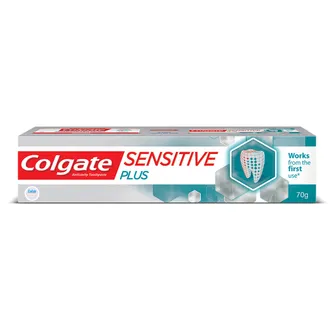 Colgate
SENSITIVE
PLUS
Works
from the
first
use*
70g